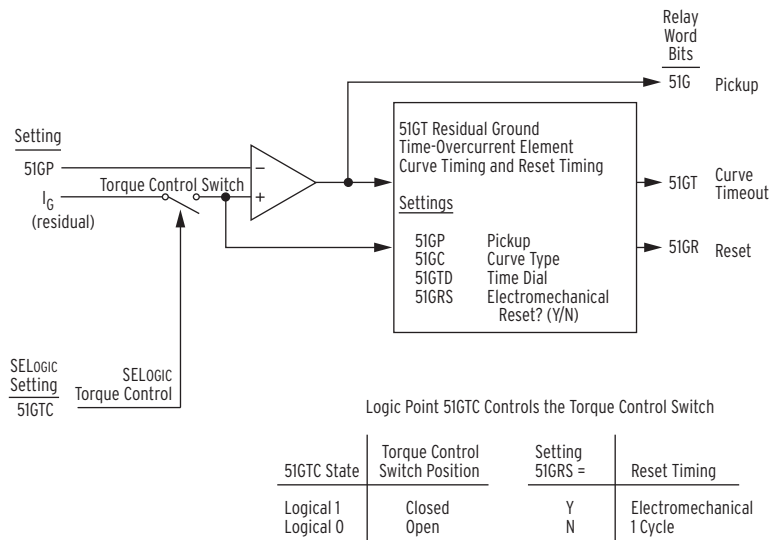 Relay
Word
Bits
51G Pickup
Setting
51GP
IG
(residual)
Torque Control Switch
–
+
51GT Residual Ground
Time-Overcurrent Element
Curve Timing and Reset Timing
Settings
51GP Pickup
51GC Curve Type
51GTD Time Dial
51GRS Electromechanical
Reset? (Y/N)
51GT Curve
Timeout
51GR Reset
SELOGIC
Setting
51GTC
SELOGIC
Torque Control
Logic Point 51GTC Controls the Torque Control Switch
51GTC State Torque Control
Switch Position
Logical 1 Closed
Logical 0 Open
Setting
51GRS = Reset Timing
Y Electromechanical
N 1 Cycle